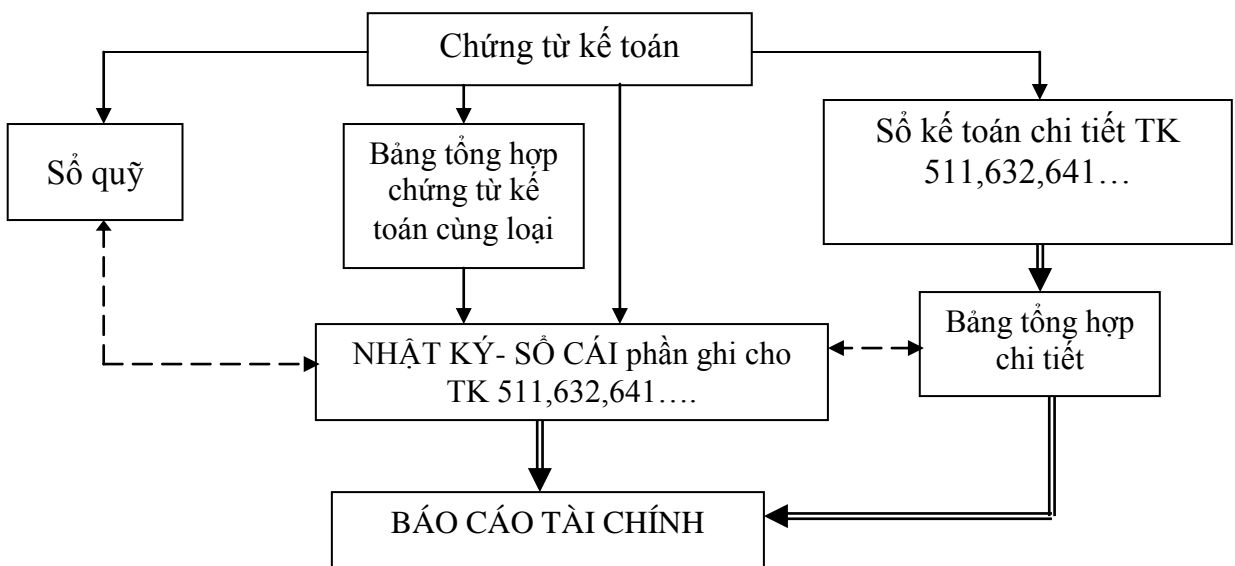 Chứng từ kế toán
Sổ quỹ
Bảng tổng hợp
chứng từ kế
toán cùng loại
Sổ kế toán chi tiết TK
511,632,641…
NHẬT KÝ- SỔ CÁI phần ghi cho
TK 511,632,641….
Bảng tổng hợp
chi tiết
BÁO CÁO TÀI CHÍNH